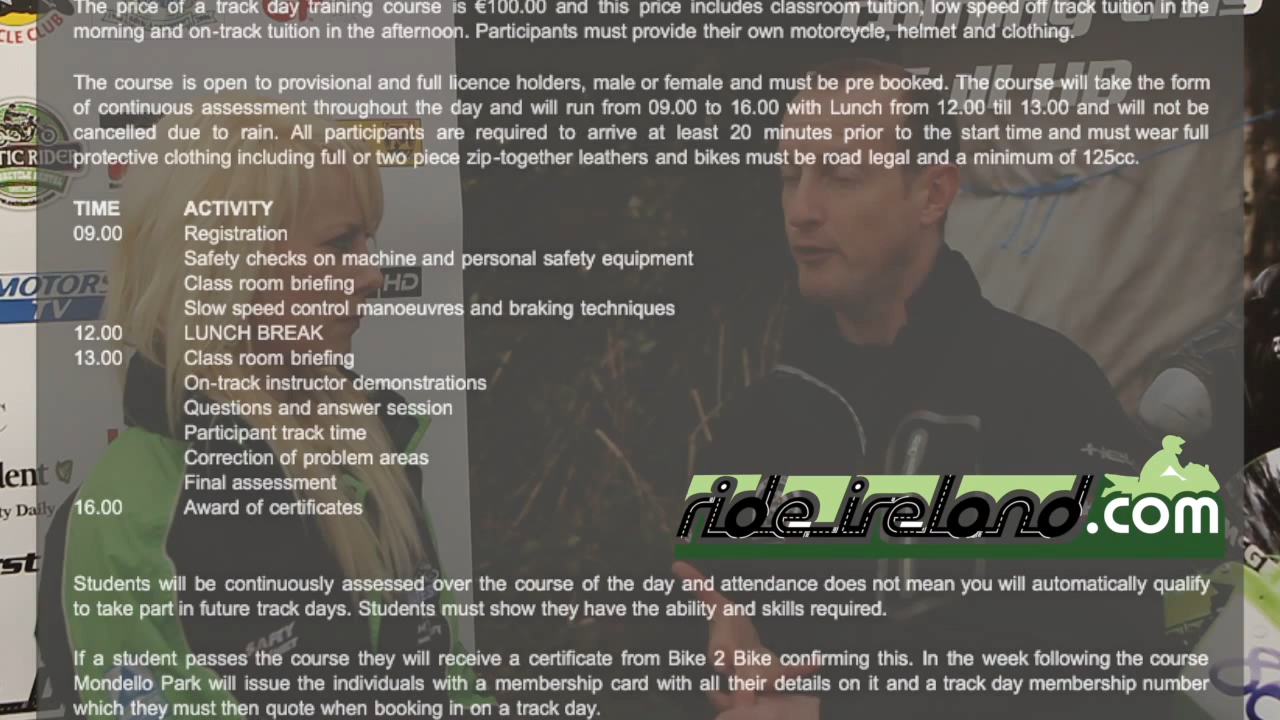 The price of a track day training course is €100.00 and this price includes classroom tuition, low speed off track tuition in the
morning and on-track tuition in the afternoon. Participants must provide their own motorcycle, helmet and clothing.
The course is open to provisional and full licence holders, male or female and must be pre booked. The course will take the form
of continuous assessment throughout the day and will run from 09.00 to 16.00 with Lunch from 12.00 till 13.00 and will not be
cancelled due to rain. All participants are required to arrive at least 20 minutes prior to the start time and must wear full
protective clothing including full or two piece zip-together leathers and bikes must be road legal and a minimum of 125cc.
TIME ACTIVITY
09.00 Registration
Safety checks on machine and personal safety equipment
Class room briefing
Slow speed control manoeuvres and braking techniques
12.00 LUNCH BREAK
13.00 Class room briefing
On-track instructor demonstrations
Questions and answer session
Participant track time
Correction of problem areas
Final assessment
16.00 Award of certificates
ride ireland.com
Students will be continuously assessed over the course of the day and attendance does not mean you will automatically qualify
to take part in future track days. Students must show they have the ability and skills required.
If a student passes the course they will receive a certificate from Bike 2 Bike confirming this. In the week following the course
Mondello Park will issue the individuals with a membership card with all their details on it and a track day membership number
which they must then quote when booking in on a track day.
CLE CLUB
TIC RIDER
MOTORS
TV
HD
dent
ty Daily